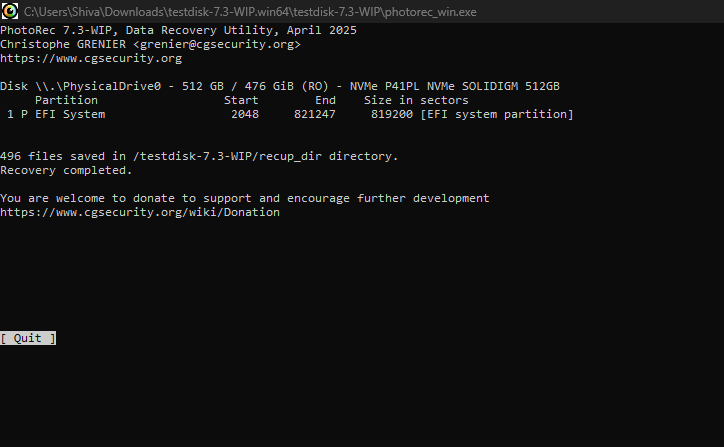 C:\Users\Shiva\Downloads\testdisk-7.3-WIP.win64\testdisk-7.3-WIP\photorec_win.exe
PhotoRec 7.3-WIP, Data Recovery Utility, April 2025
Christophe GRENIER <grenier@cgsecurity.org>
https://www.cgsecurity.org
Disk \\.\PhysicalDrive0 - 512 GB / 476 GiB (RO) - NVMe P41PL NVMe SOLIDIGM 512GB
     Partition                  Start        End    Size in sectors
 1 P EFI System                  2048     821247     819200 [EFI system partition]
496 files saved in /testdisk-7.3-WIP/recup_dir directory.
Recovery completed.
You are welcome to donate to support and encourage further development
https://www.cgsecurity.org/wiki/Donation
[ Quit ]